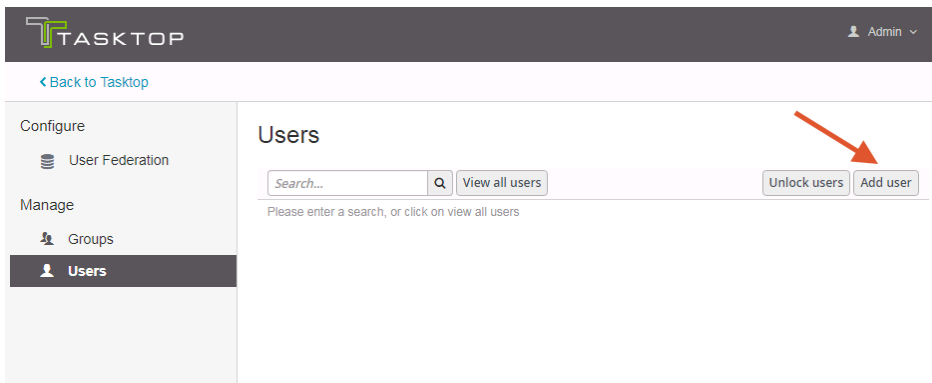 TASKTOP
Admin
Back to Tasktop
Configure
User Federation
Manage
Groups
Users
Users
Search...
View all users
Unlock users
Add user
Please enter a search, or click on view all users